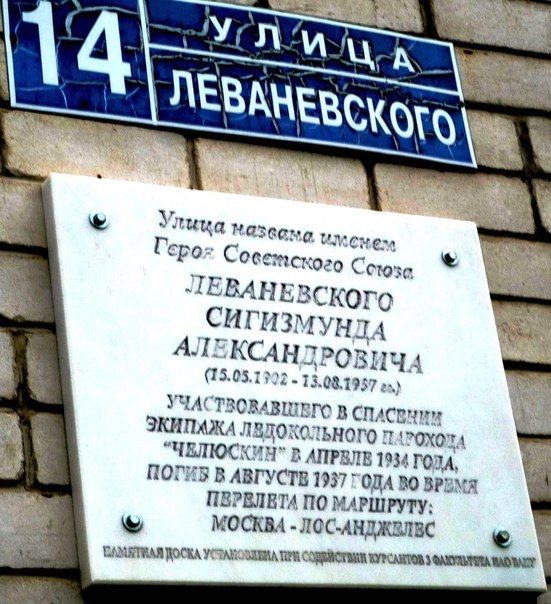 14
УЛИЦА
ЛЕВАНЕВСКОГО
Улица названа именем
Героя Советского Союза
ЛЕВАНЕВСКОГО
СИГИЗМУНДА
АЛЕКСАНДРОВИЧА
(15.05.1902 - 13.08.1937 гг.)
УЧАСТВОВАВШЕГО В СПАСЕНИИ
ЭКИПАЖА ЛЕДОКОЛЬНОГО ПАРОХОДА
"ЧЕЛЮСКИН" В АПРЕЛЕ 1934 ГОДА,
ПОГИБ В АВГУСТЕ 1937 ГОДА ВО ВРЕМЯ
ПЕРЕЛЕТА ПО МАРШРУТУ:
МОСКВА - ЛОС-АНДЖЕЛЕС
ПАМЯТНАЯ ДОСКА УСТАНОВЛЕНА ПРИ СОДЕЙСТВИИ КУРСАНТОВ 3 ФАКУЛЬТЕТА